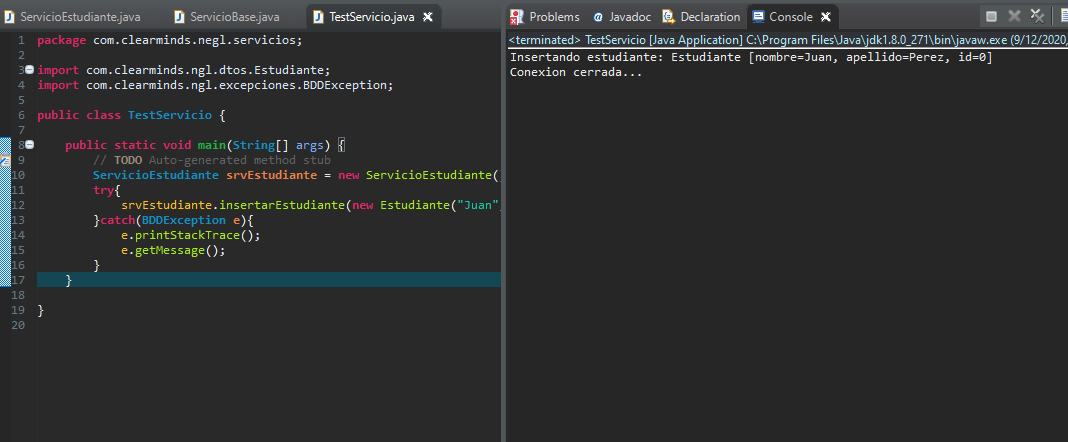 ServicioEstudiante.java
ServicioBase.java
TestServicio.java
1 package com.clearminds.negl.servicios;
2
3 import com.clearminds.ngl.dtos.Estudiante;
4 import com.clearminds.ngl.excepciones.BDDException;
5
6 public class TestServicio {
7
8 public static void main(String[] args) {
9 // TODO Auto-generated method stub
10 ServicioEstudiante srvEstudiante = new ServicioEstudiante(
11 try{
12 srvEstudiante.insertarEstudiante(new Estudiante("Juan"
13 }catch(BDDException e){
14 e.printStackTrace();
15 e.getMessage();
16 }
17 }
18
19 }
20
Problems
@ Javadoc
Declaration
Console
<terminated> TestServicio [Java Application] C:\Program Files\Java\jdk1.8.0_271\bin\javaw.exe (9/12/2020,
Insertando estudiante: Estudiante [nombre=Juan, apellido=Perez, id=0]
Conexion cerrada...